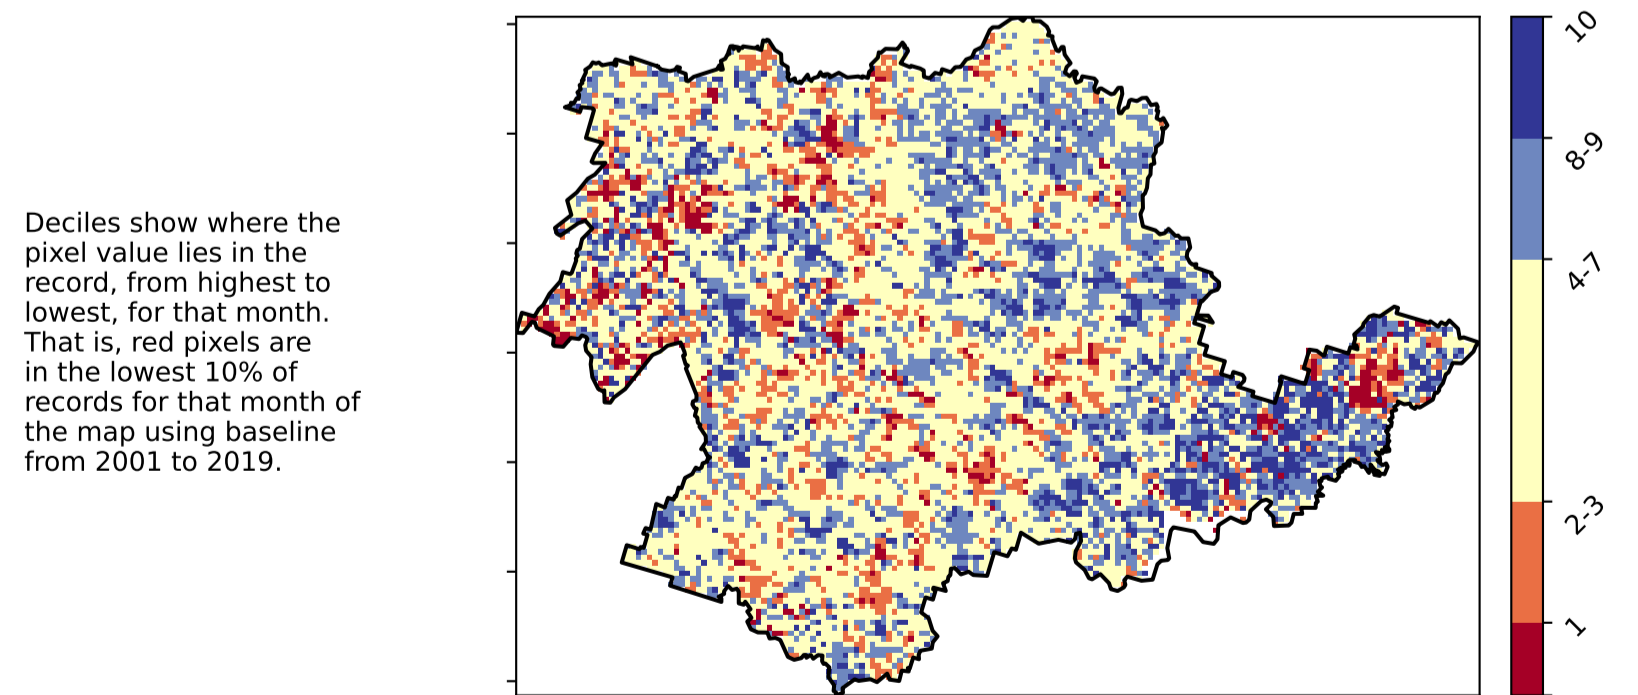 Deciles show where the
pixel value lies in the
record, from highest to
lowest, for that month.
That is, red pixels are
in the lowest 10% of
records for that month of
the map using baseline
from 2001 to 2019.
10
8-9
4-7
2-3
1